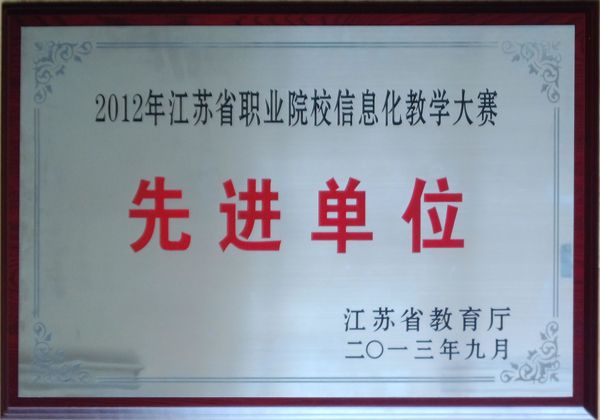 2012年江苏省职业院校信息化教学大赛
先进单位
江苏省教育厅
二〇一三年九月